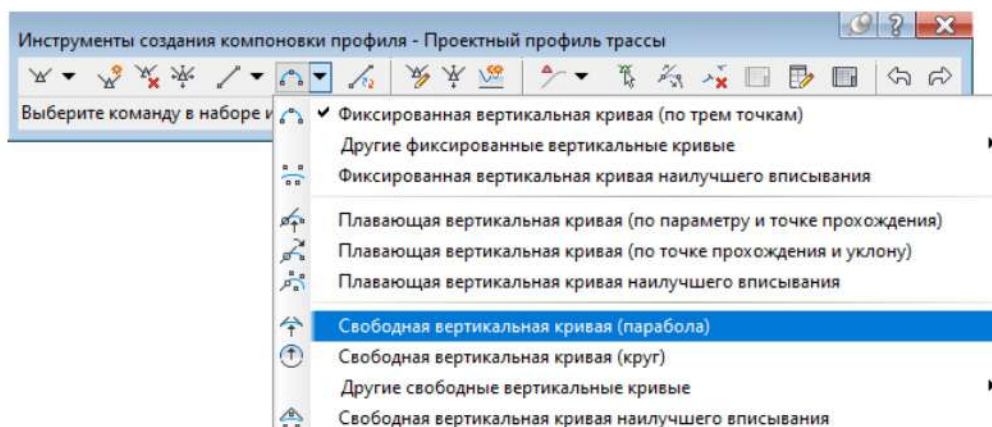 Инструменты создания компоновки профиля - Проектный профиль трассы
Выберите команду в наборе и
Фиксированная вертикальная кривая (по трем точкам)
Другие фиксированные вертикальные кривые
Фиксированная вертикальная кривая наилучшего вписывания
Плавающая вертикальная кривая (по параметру и точке прохождения)
Плавающая вертикальная кривая (по точке прохождения и уклону)
Плавающая вертикальная кривая наилучшего вписывания
Свободная вертикальная кривая (парабола)
Свободная вертикальная кривая (круг)
Другие свободные вертикальные кривые
Свободная вертикальная кривая наилучшего вписывания